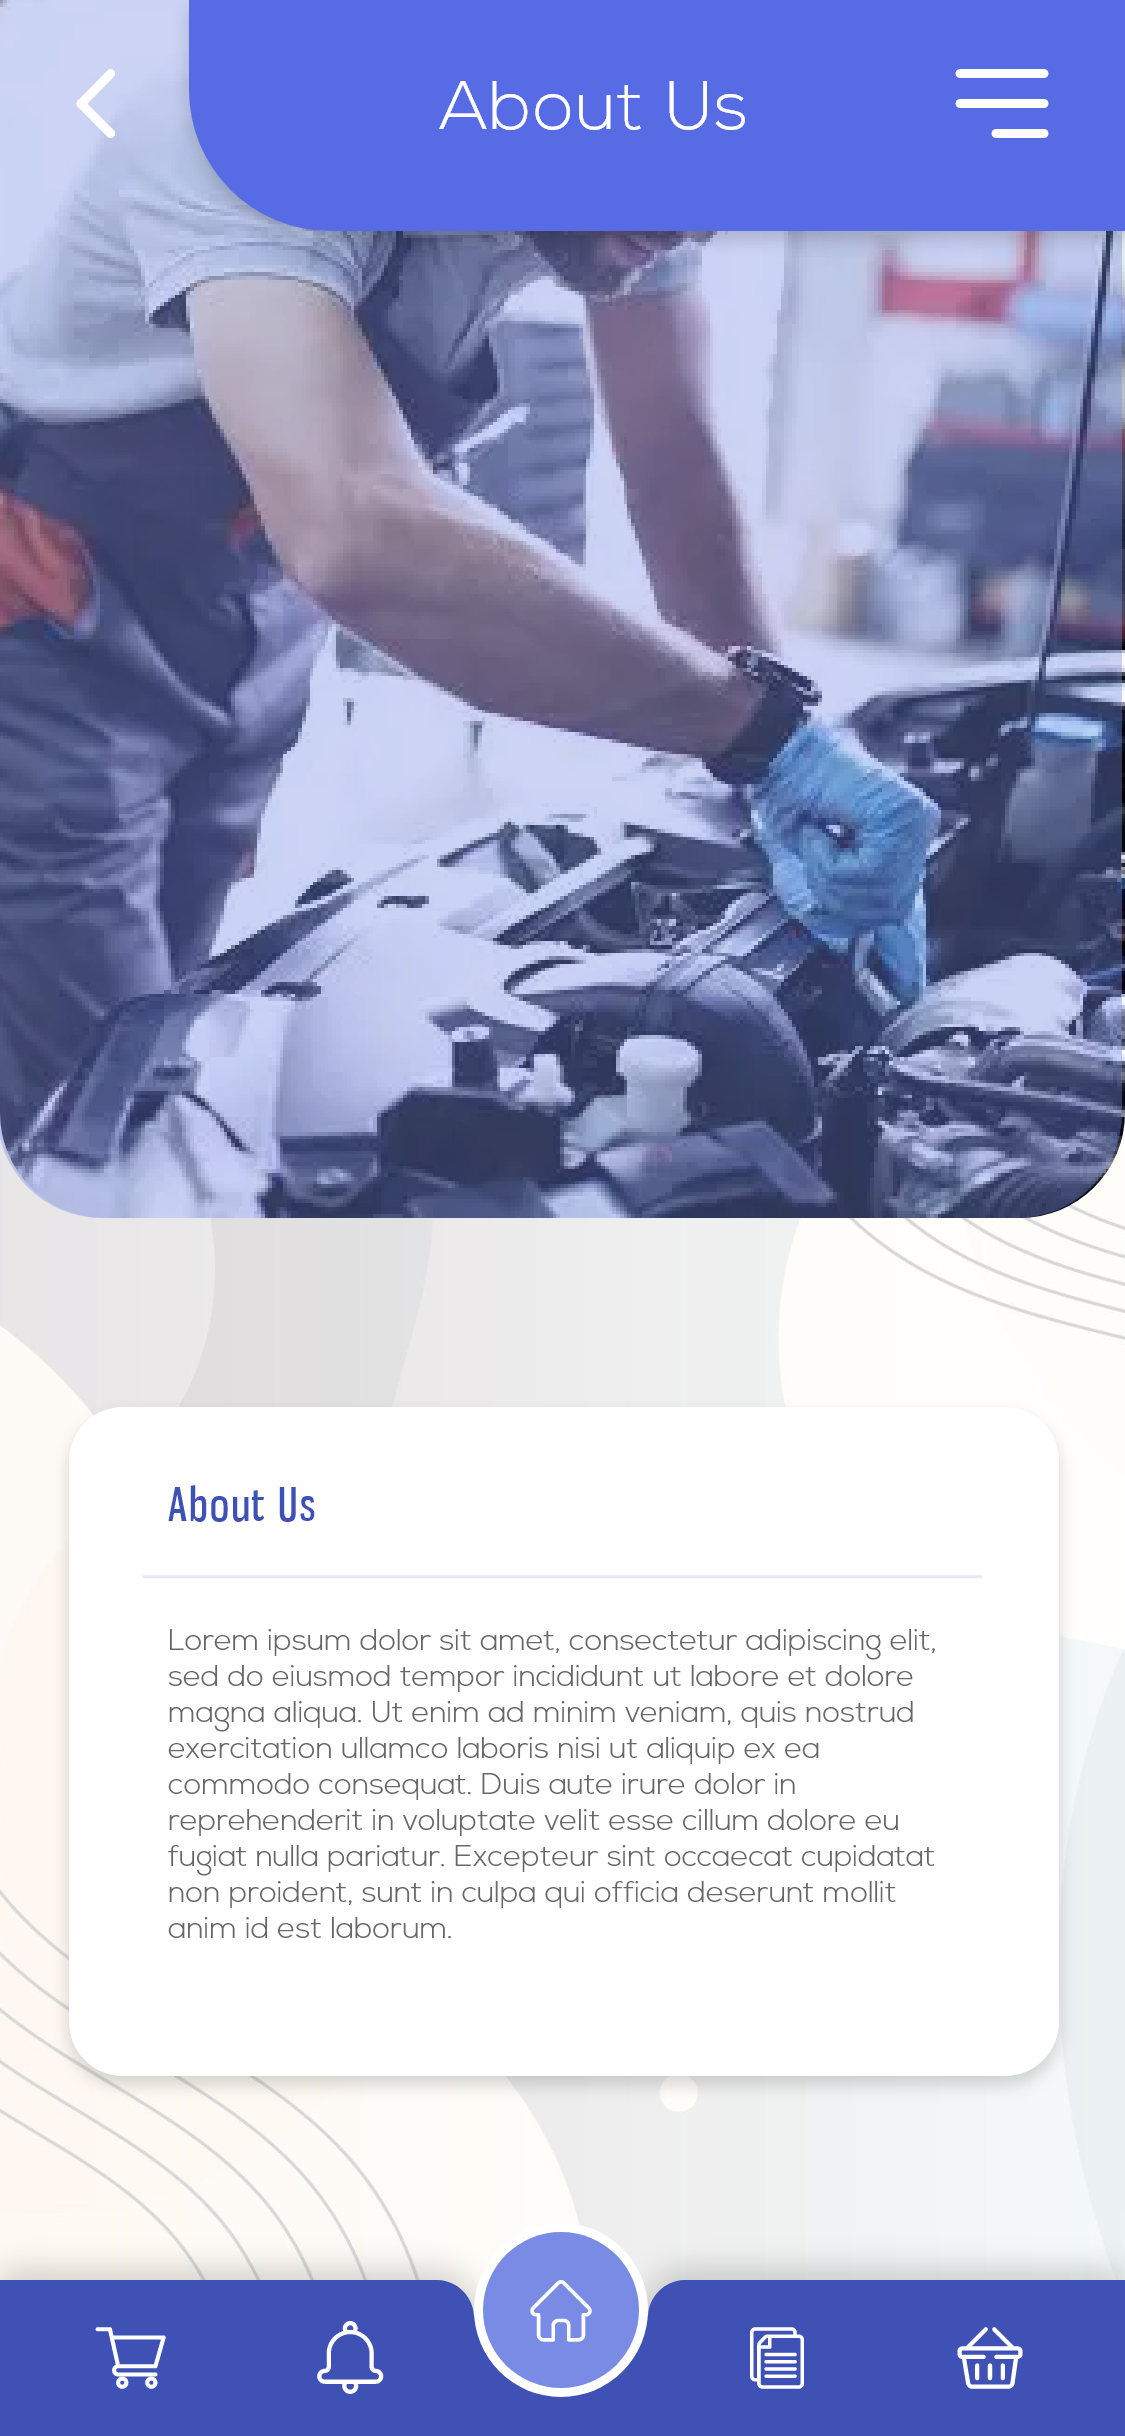 About Us
About Us
Lorem ipsum dolor sit amet, consectetur adipiscing elit,
sed do eiusmod tempor incididunt ut labore et dolore
magna aliqua. Ut enim ad minim veniam, quis nostrud
exercitation ullamco laboris nisi ut aliquip ex ea
commodo consequat. Duis aute irure dolor in
reprehenderit in voluptate velit esse cillum dolore eu
fugiat nulla pariatur. Excepteur sint occaecat cupidatat
non proident, sunt in culpa qui officia deserunt mollit
anim id est laborum.